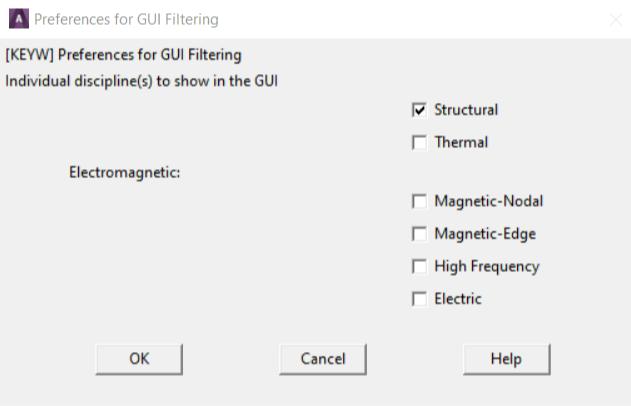 Preferences for GUI Filtering
[KEYW] Preferences for GUI Filtering
Individual discipline(s) to show in the GUI
Structural
Thermal
Electromagnetic:
Magnetic-Nodal
Magnetic-Edge
High Frequency
Electric
OK Cancel Help